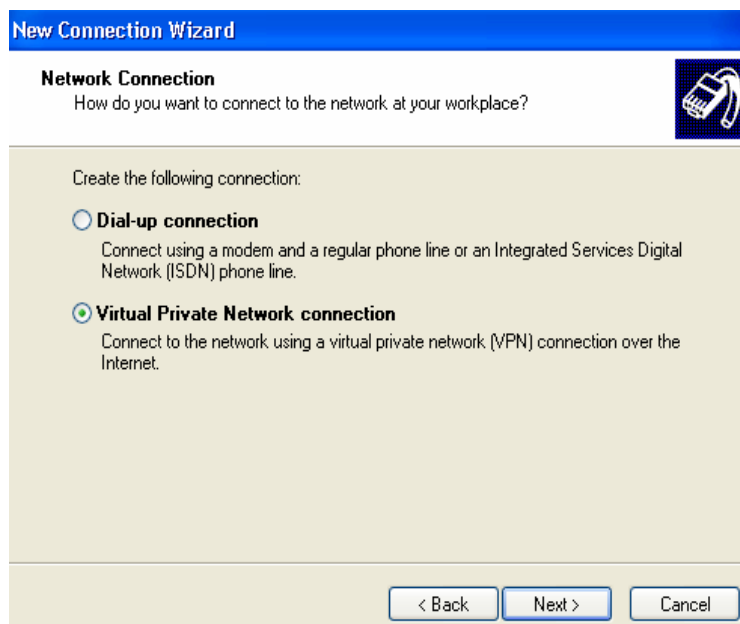 New Connection Wizard
Network Connection
How do you want to connect to the network at your workplace?
Create the following connection:
Dial-up connection
Connect using a modem and a regular phone line or an Integrated Services Digital
Network (ISDN) phone line.
Virtual Private Network connection
Connect to the network using a virtual private network (VPN) connection over the
Internet.
< Back
Next >
Cancel